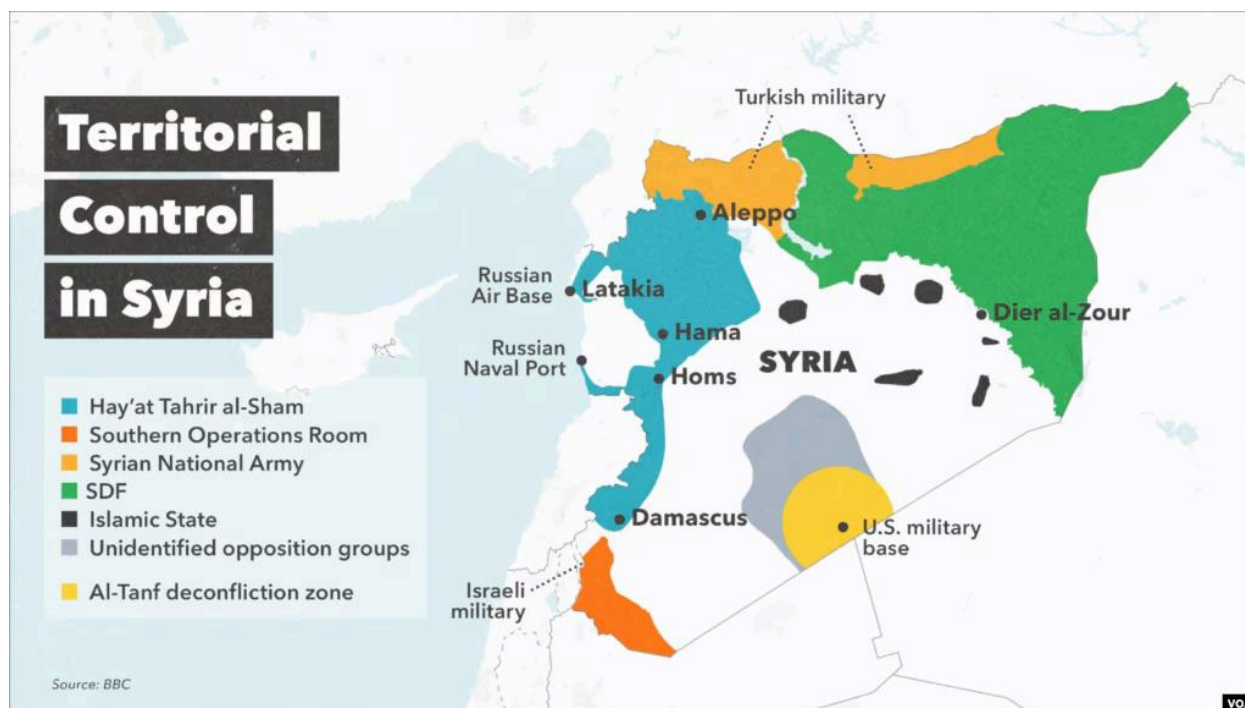 Territorial
Control
in Syria
Turkish military
Aleppo
Russian
Air Base
Latakia
Hama
Russian
Naval Port
Homs
Dier al-Zour
SYRIA
Damascus
U.S. military
base
Israeli
military
Hay'at Tahrir al-Sham
Southern Operations Room
Syrian National Army
SDF
Islamic State
Unidentified opposition groups
Al-Tanf deconfliction zone
Source: BBC